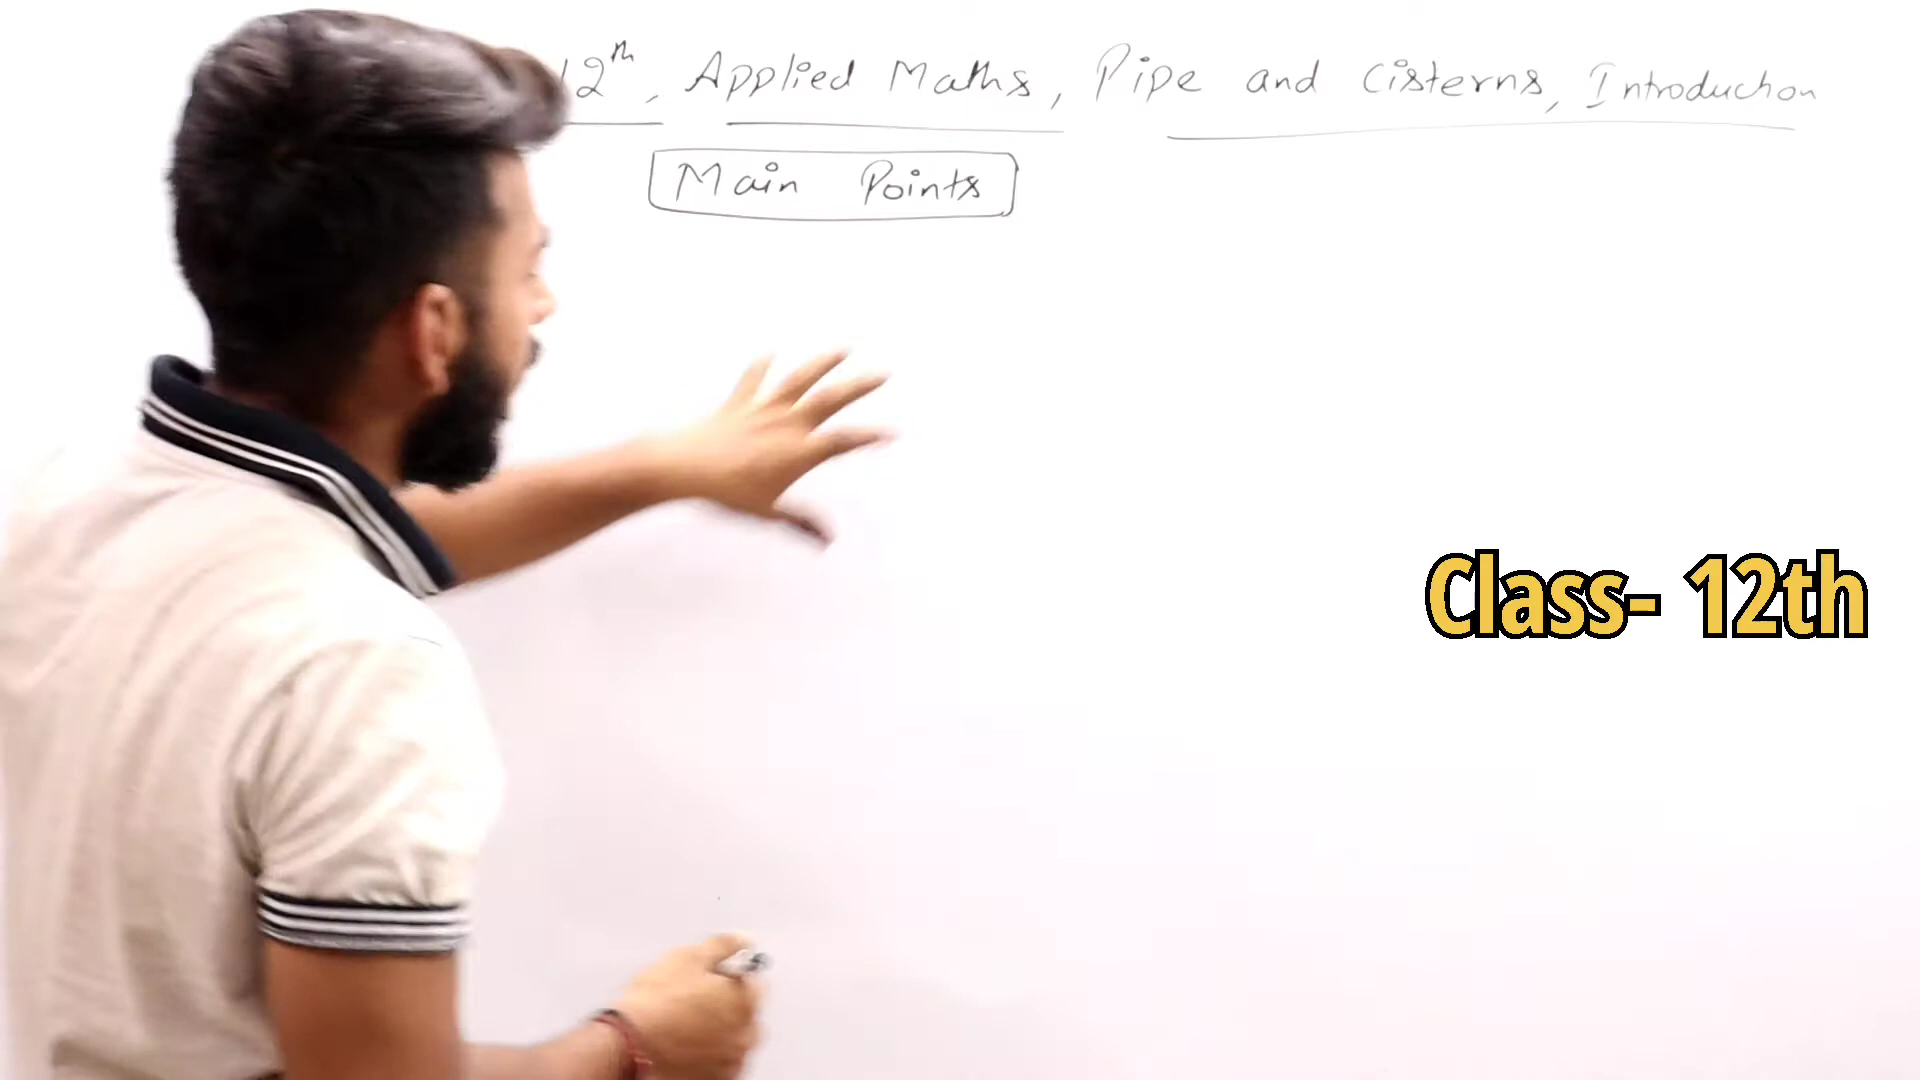 12th, Applied Maths, Pipe and Cisterns, Introduction
Main Points
Class- 12th